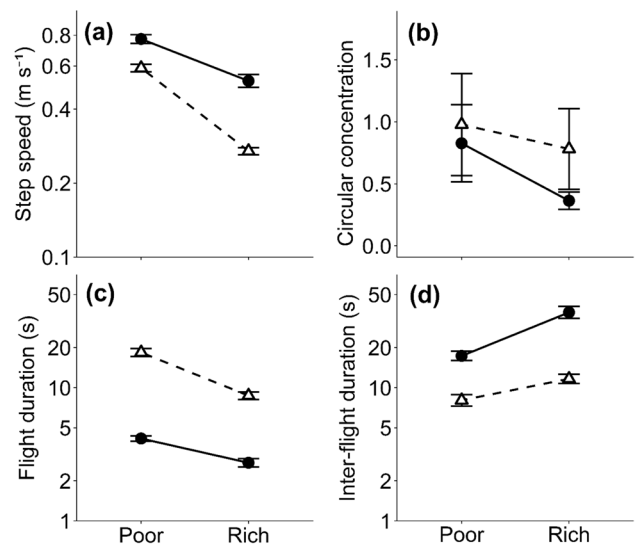 (a)
Step speed (m s⁻¹)
0.8
0.6
0.4
0.2
0.1
(b)
Circular concentration
1.5
1.0
0.5
0.0
(c)
Flight duration (s)
50
20
10
5
2
1
Poor Rich
(d)
Inter-flight duration (s)
50
20
10
5
2
1
Poor Rich